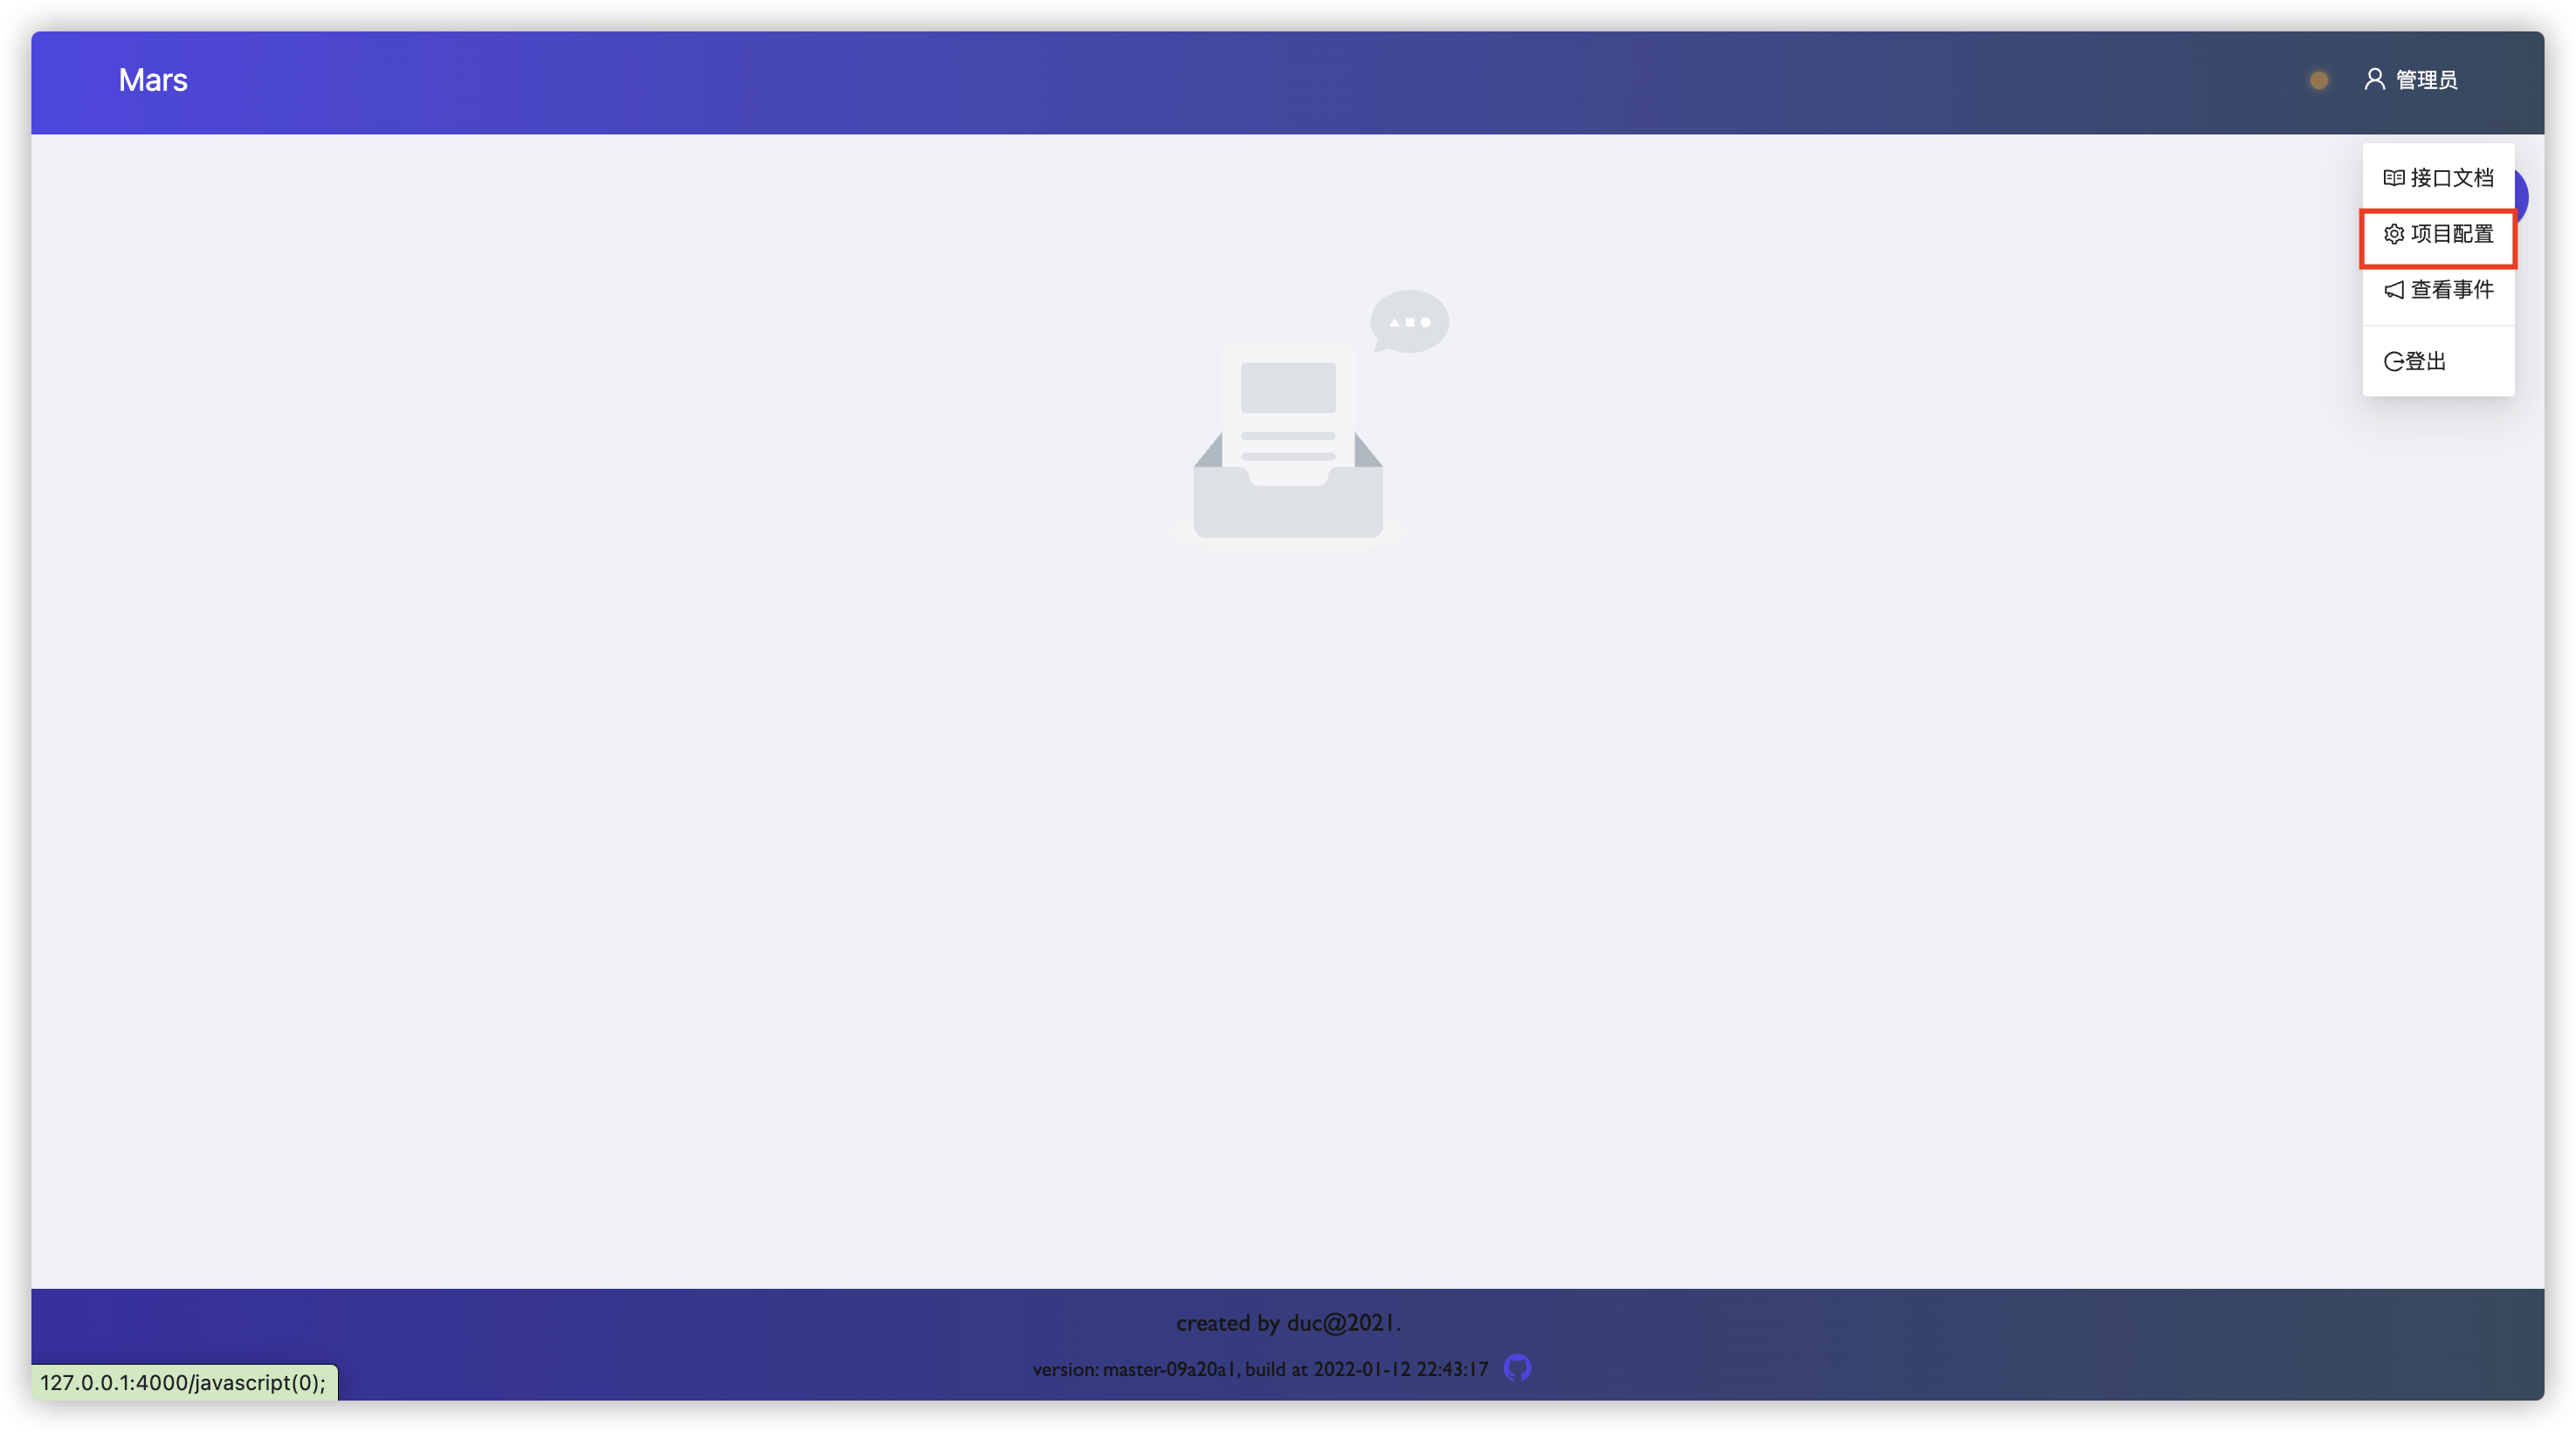 Mars
管理员
接口文档
项目配置
查看事件
登出
created by duc@2021.
version: master-09a20a1, build at 2022-01-12 22:43:17
127.0.0.1:4000/javascript(0);